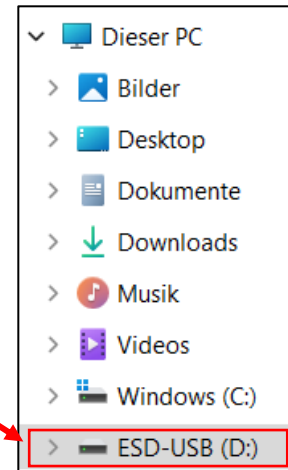 Dieser PC
Bilder
Desktop
Dokumente
Downloads
Musik
Videos
Windows (C:)
ESD-USB (D:)